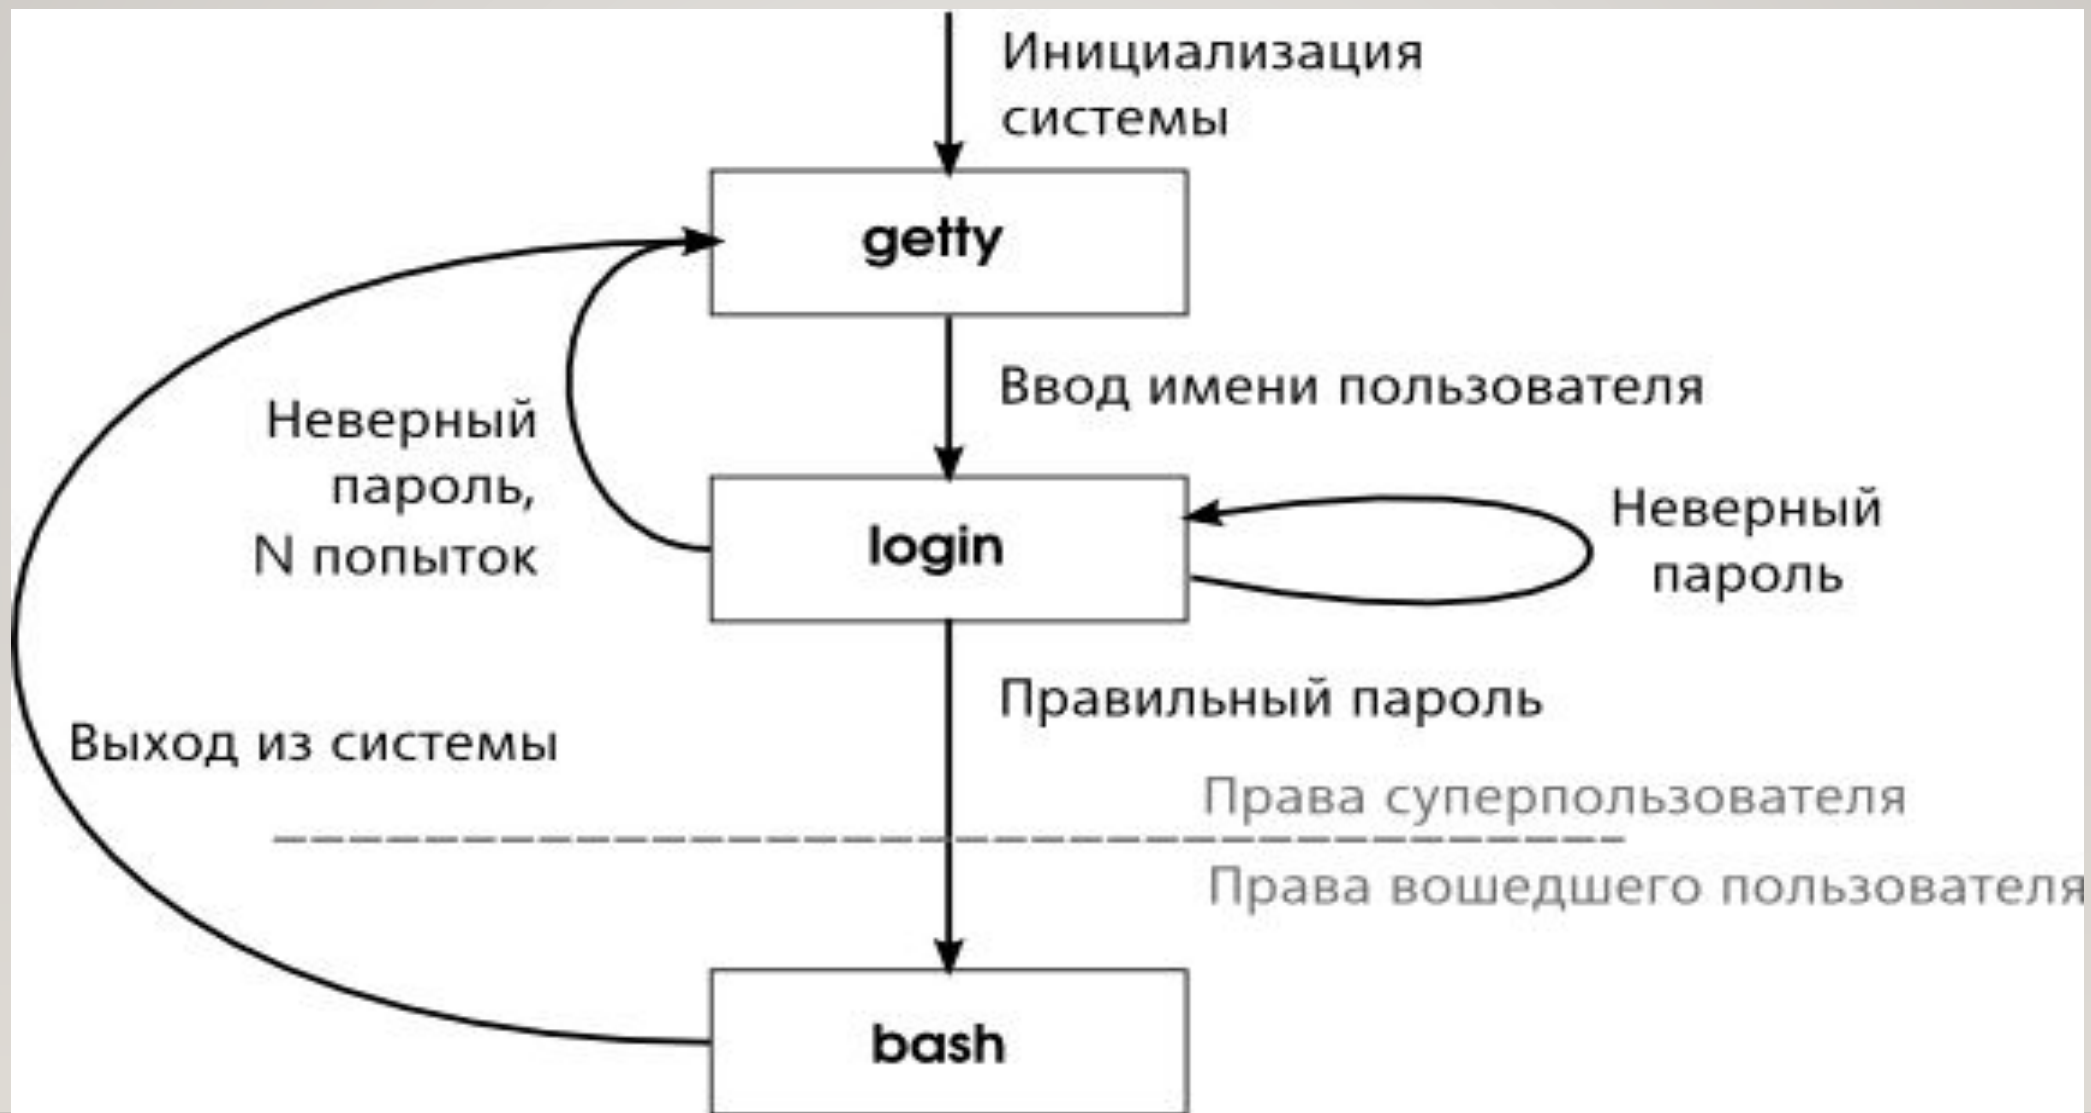 Инициализация
системы
getty
Ввод имени пользователя
Неверный
пароль,
N попыток
login
Неверный
пароль
Правильный пароль
Выход из системы
Права суперпользователя
Права вошедшего пользователя
bash